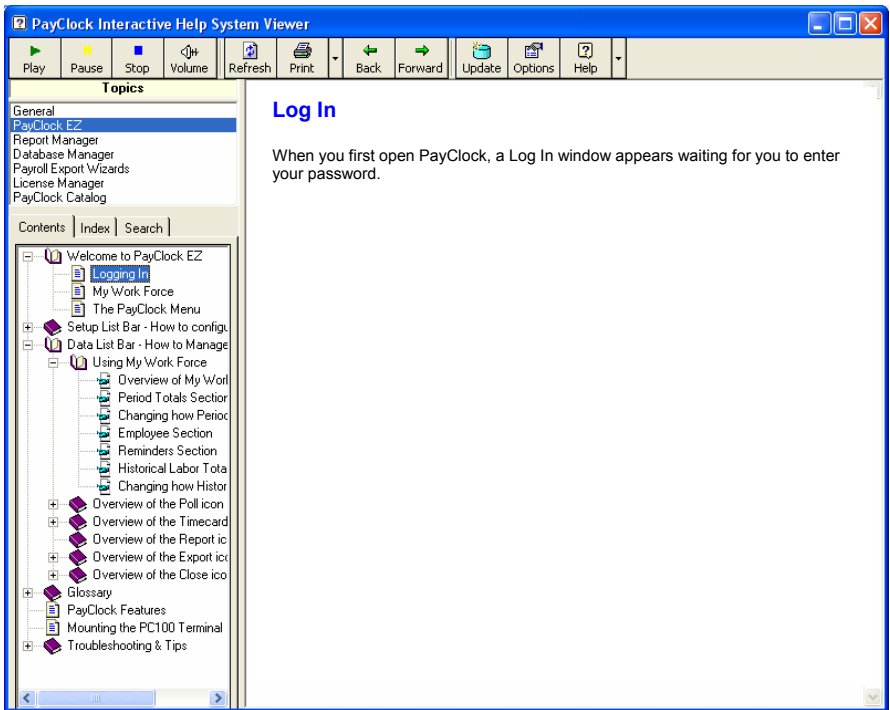 PayClock Interactive Help System Viewer
Play Pause Stop Volume Refresh Print Back Forward Update Options Help
Topics
General
PayClock EZ
Report Manager
Database Manager
Payroll Export Wizards
License Manager
PayClock Catalog
Contents Index Search
Welcome to PayClock EZ
Logging In
My Work Force
The PayClock Menu
Setup List Bar - How to configu
Data List Bar - How to Manage
Using My Work Force
Overview of My Worl
Period Totals Section
Changing how Period
Employee Section
Reminders Section
Historical Labor Tota
Changing how Histor
Overview of the Poll icon
Overview of the Timecard
Overview of the Report ic
Overview of the Export ico
Overview of the Close ico
Glossary
PayClock Features
Mounting the PC100 Terminal
Troubleshooting & Tips
Log In
When you first open PayClock, a Log In window appears waiting for you to enter
your password.